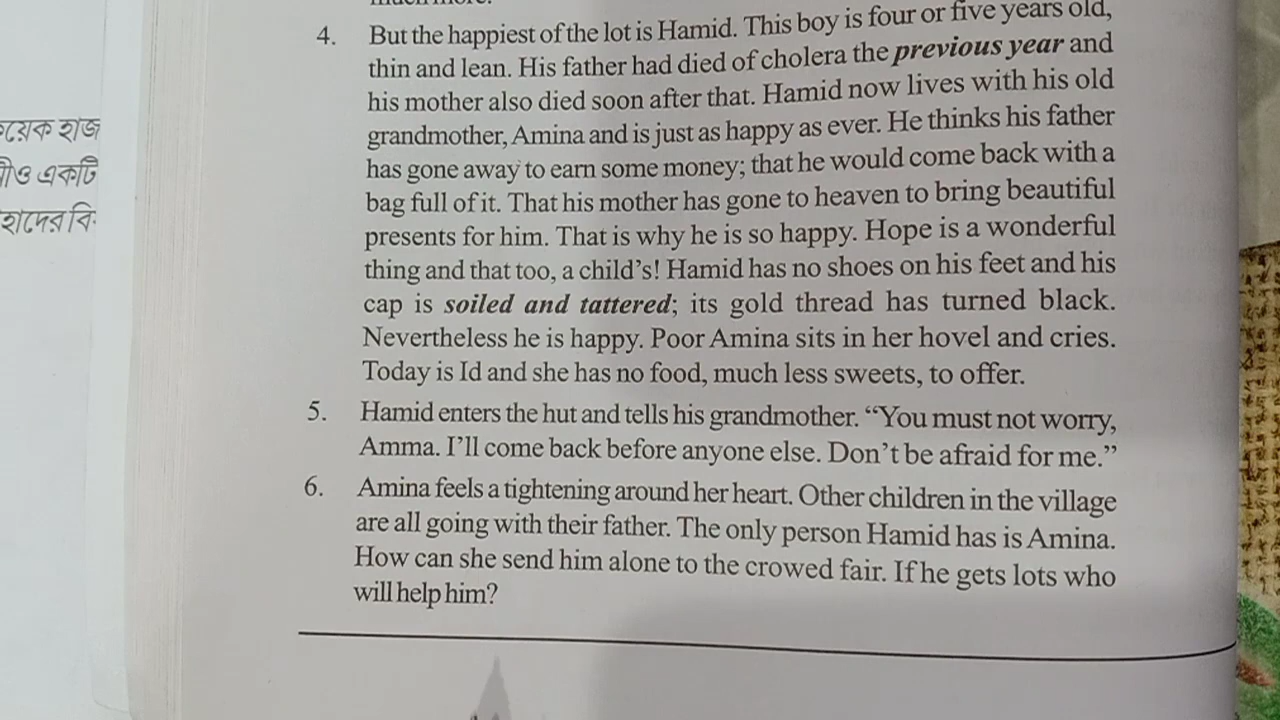 much more.
4. But the happiest of the lot is Hamid. This boy is four or five years old,
thin and lean. His father had died of cholera the previous year and
his mother also died soon after that. Hamid now lives with his old
grandmother, Amina and is just as happy as ever. He thinks his father
has gone away to earn some money; that he would come back with a
bag full of it. That his mother has gone to heaven to bring beautiful
presents for him. That is why he is so happy. Hope is a wonderful
thing and that too, a child's! Hamid has no shoes on his feet and his
cap is soiled and tattered; its gold thread has turned black.
Nevertheless he is happy. Poor Amina sits in her hovel and cries.
Today is Id and she has no food, much less sweets, to offer.
5. Hamid enters the hut and tells his grandmother. “You must not worry,
Amma. I'll come back before anyone else. Don't be afraid for me.”
6. Amina feels a tightening around her heart. Other children in the village
are all going with their father. The only person Hamid has is Amina.
How can she send him alone to the crowed fair. If he gets lots who
will help him?
হাজ
একটি